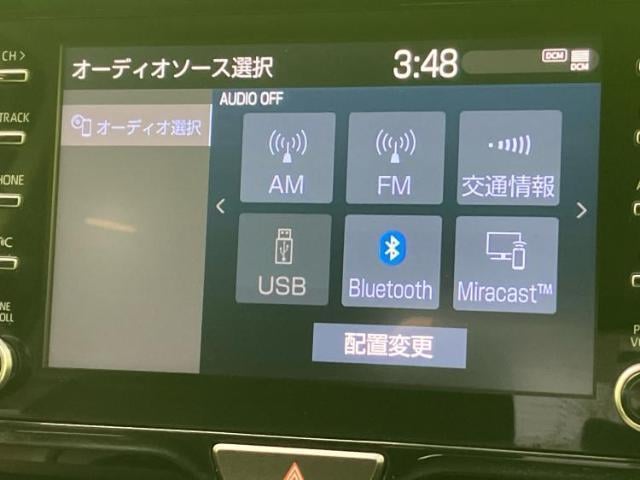 CH >
オーディオソース選択
3:48
DCM
DCM
TRACK
オーディオ選択
AUDIO OFF
AM
FM
交通情報
<
>
USB
Bluetooth
Miracast™
配置変更